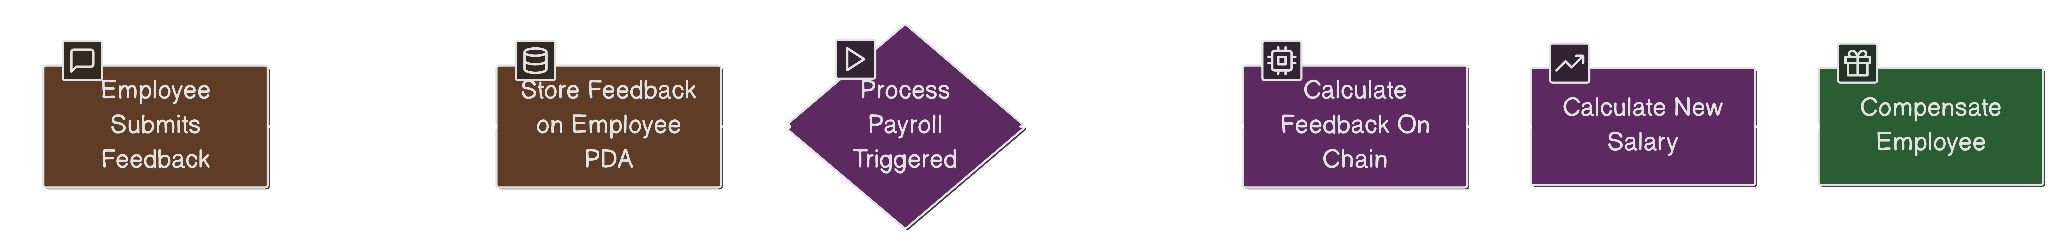 Employee
Submits
Feedback
Store Feedback
on Employee
PDA
Process
Payroll
Triggered
Calculate
Feedback On
Chain
Calculate New
Salary
Compensate
Employee